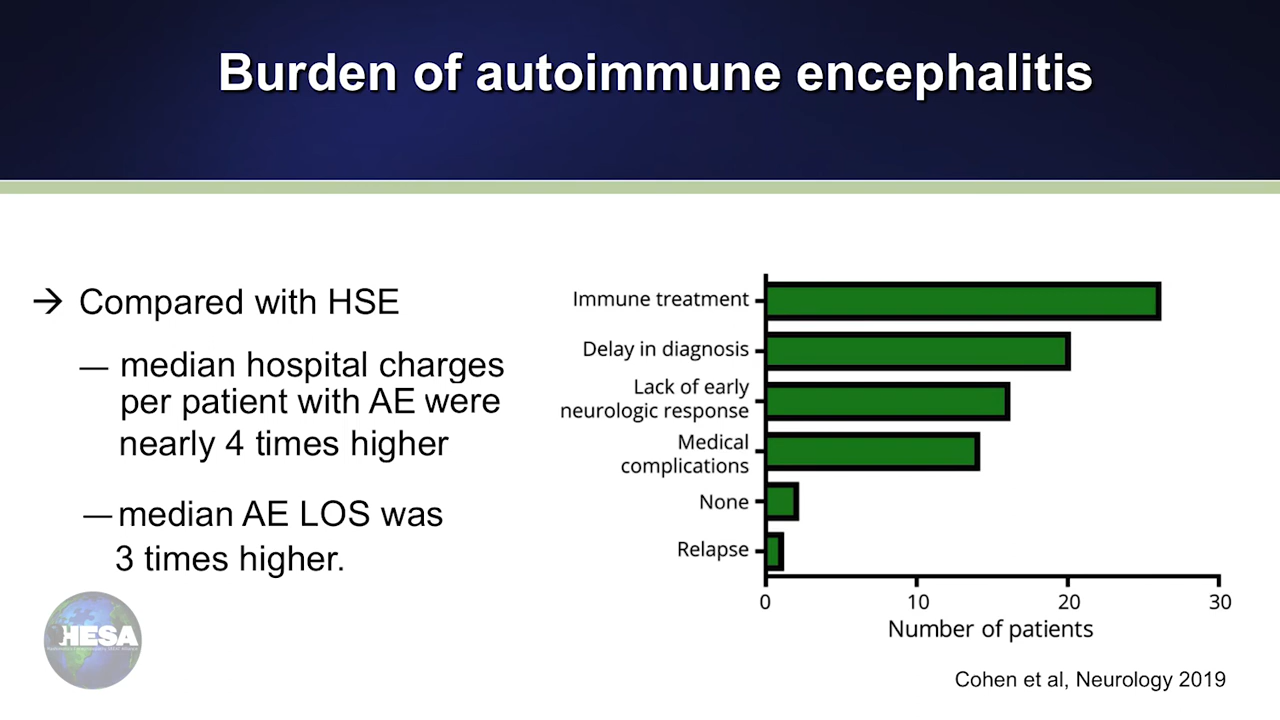 Burden of autoimmune encephalitis
→ Compared with HSE
— median hospital charges
per patient with AE were
nearly 4 times higher
— median AE LOS was
3 times higher.
Immune treatment
Delay in diagnosis
Lack of early
neurologic response
Medical
complications
None
Relapse
0 10 20 30
Number of patients
HESA
Cohen et al, Neurology 2019